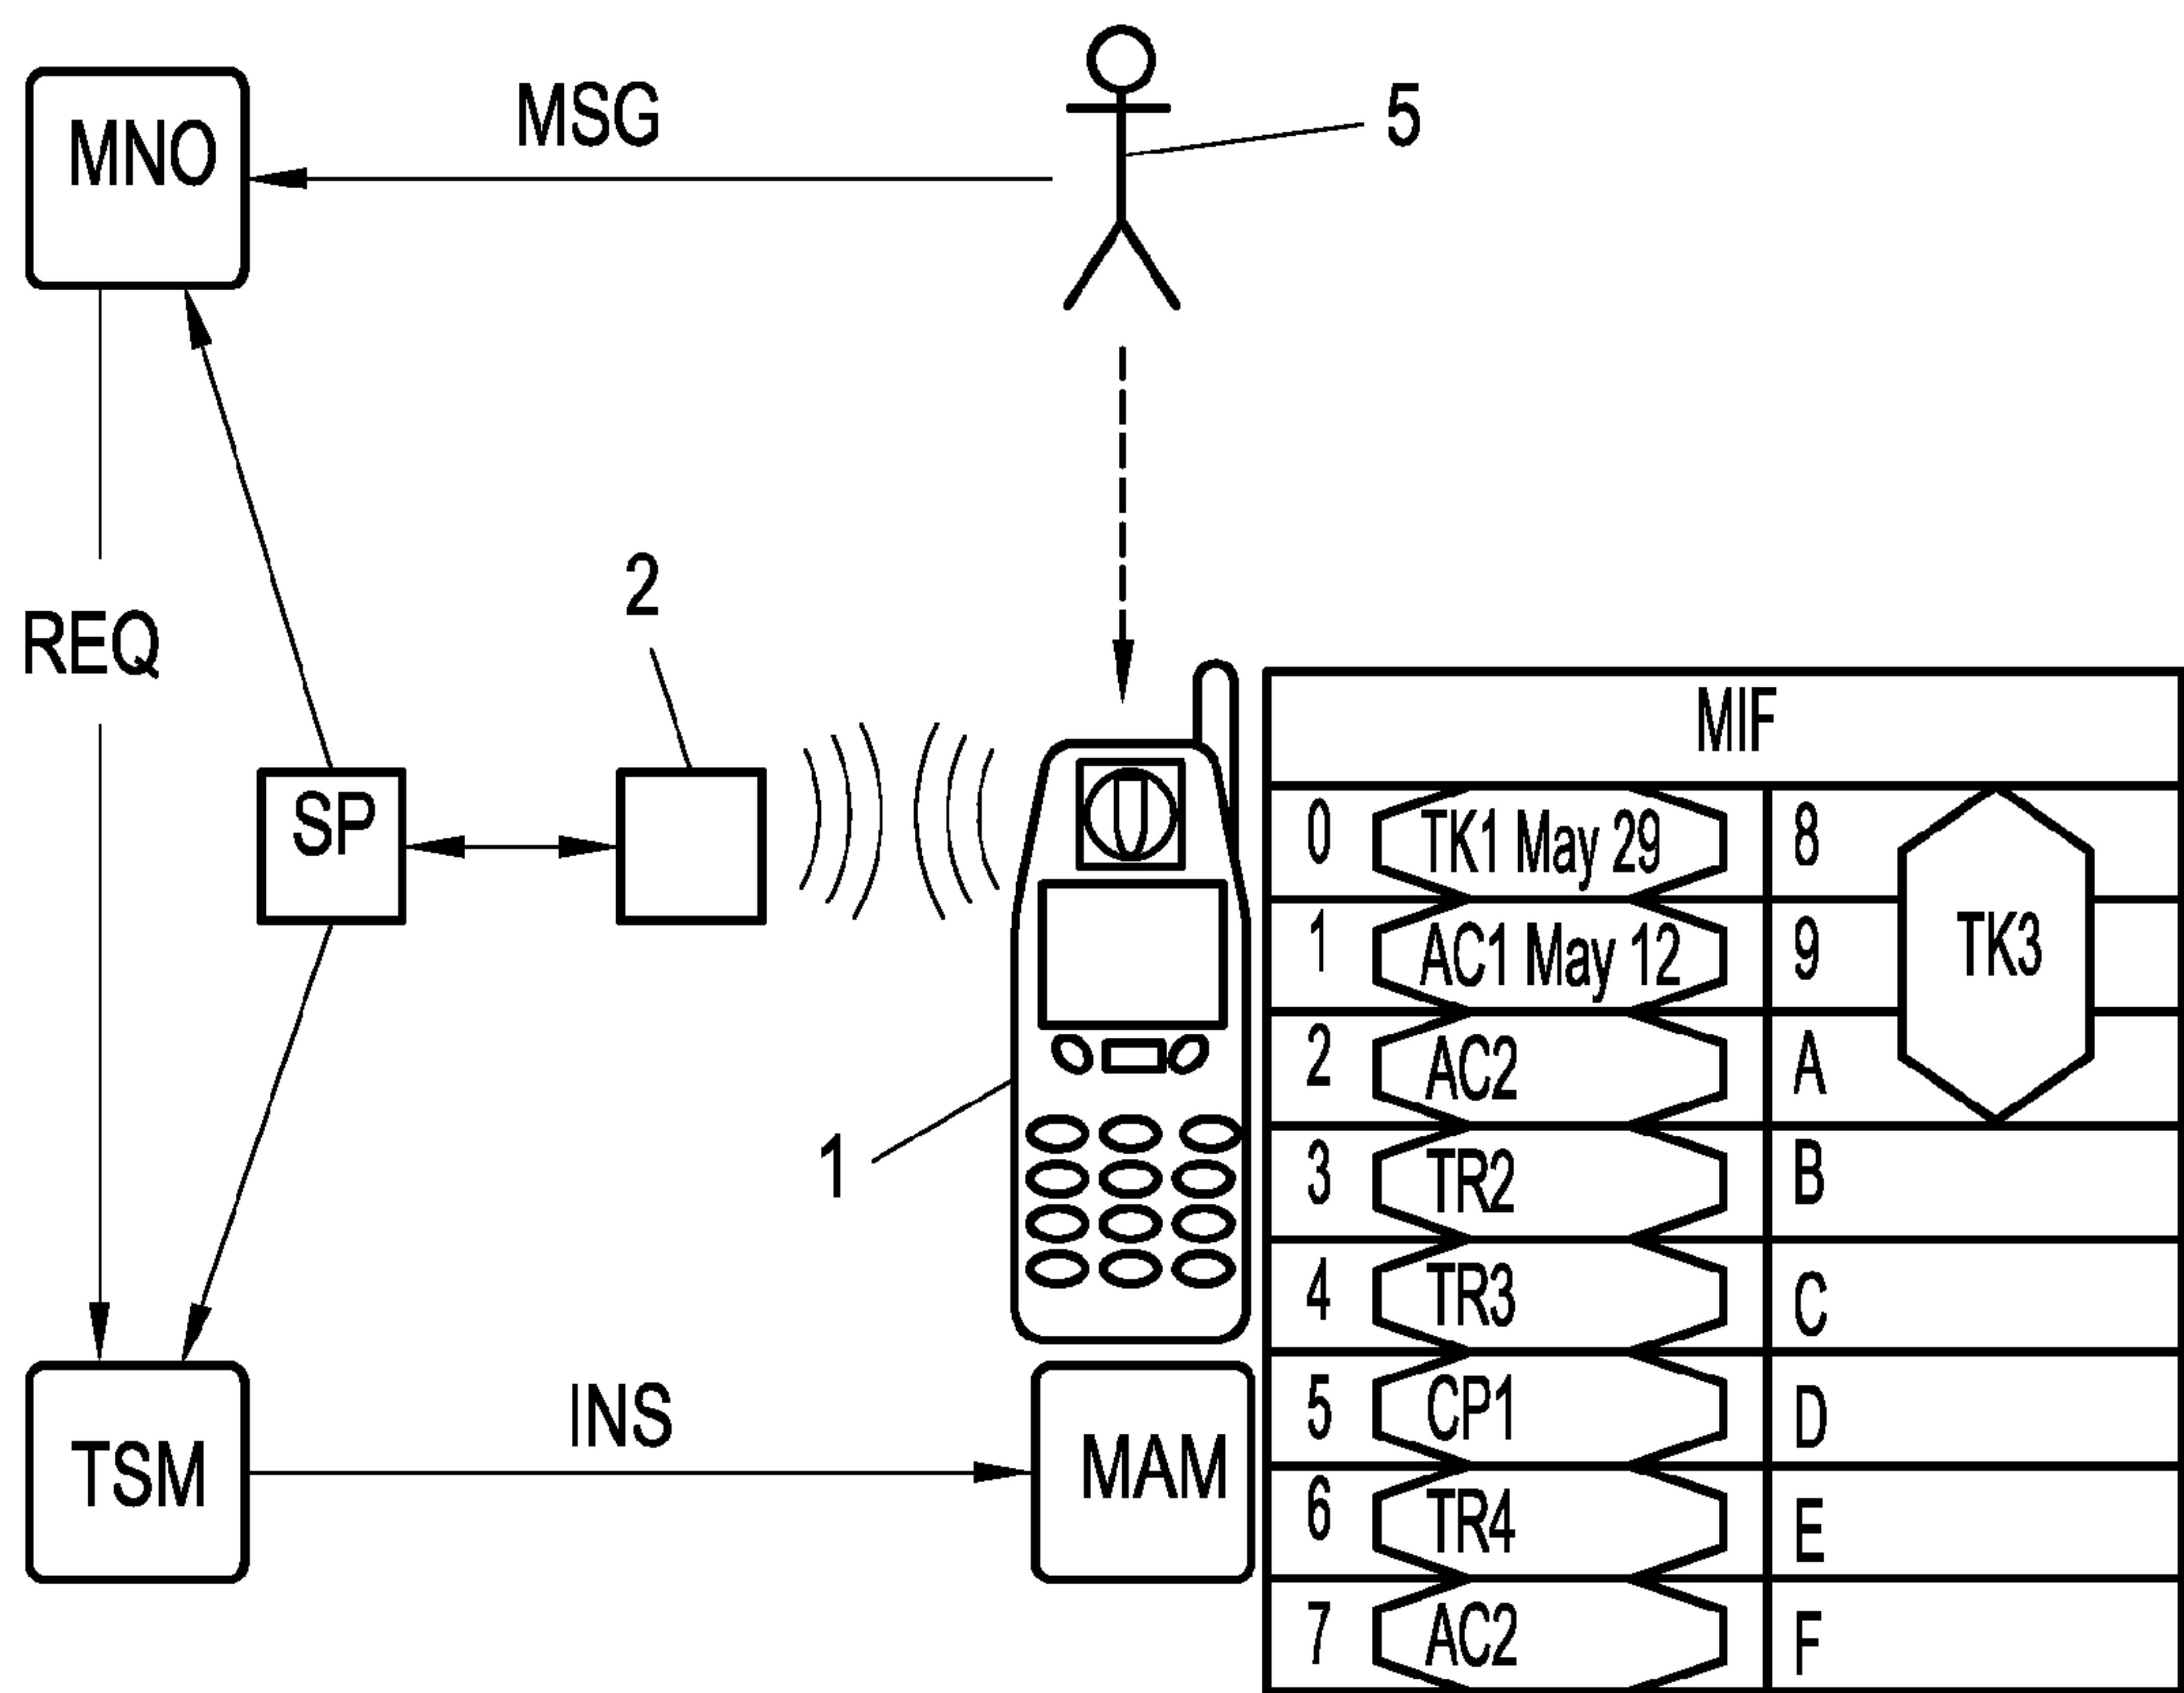 MNO
MSG
5
REQ
2
SP
1
TSM
INS
MAM
MIF
0 TK1 May 29 8
1 AC1 May 12 9 TK3
2 AC2 A
3 TR2 B
4 TR3 C
5 CP1 D
6 TR4 E
7 AC2 F